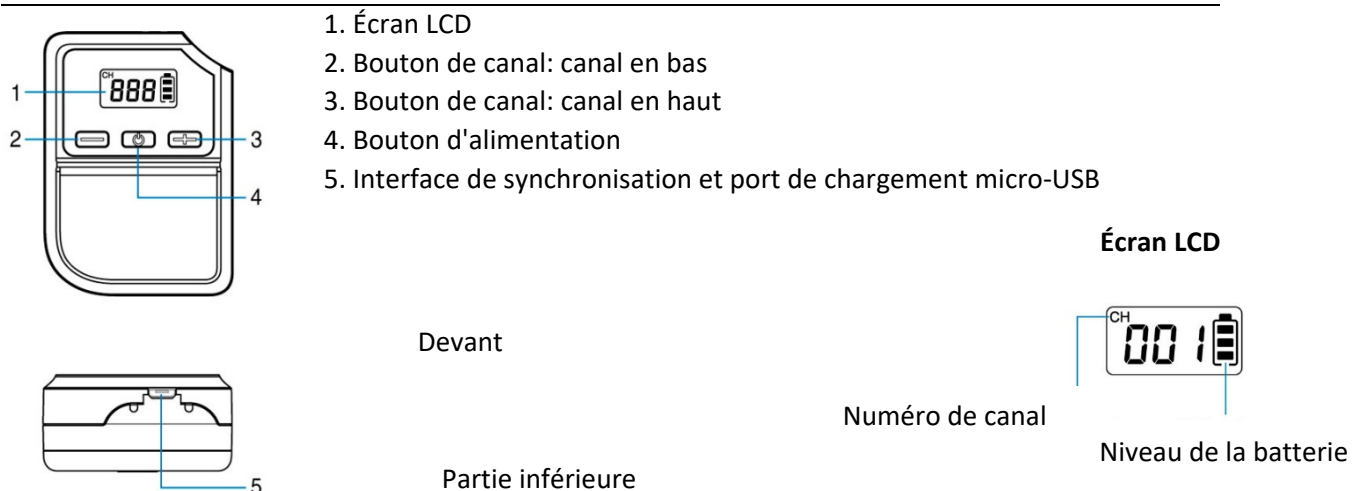 1. Écran LCD
2. Bouton de canal: canal en bas
3. Bouton de canal: canal en haut
4. Bouton d'alimentation
5. Interface de synchronisation et port de chargement micro-USB
CH
888
1
2
3
4
Écran LCD
CH
001
Devant
Numéro de canal
Niveau de la batterie
Partie inférieure
5